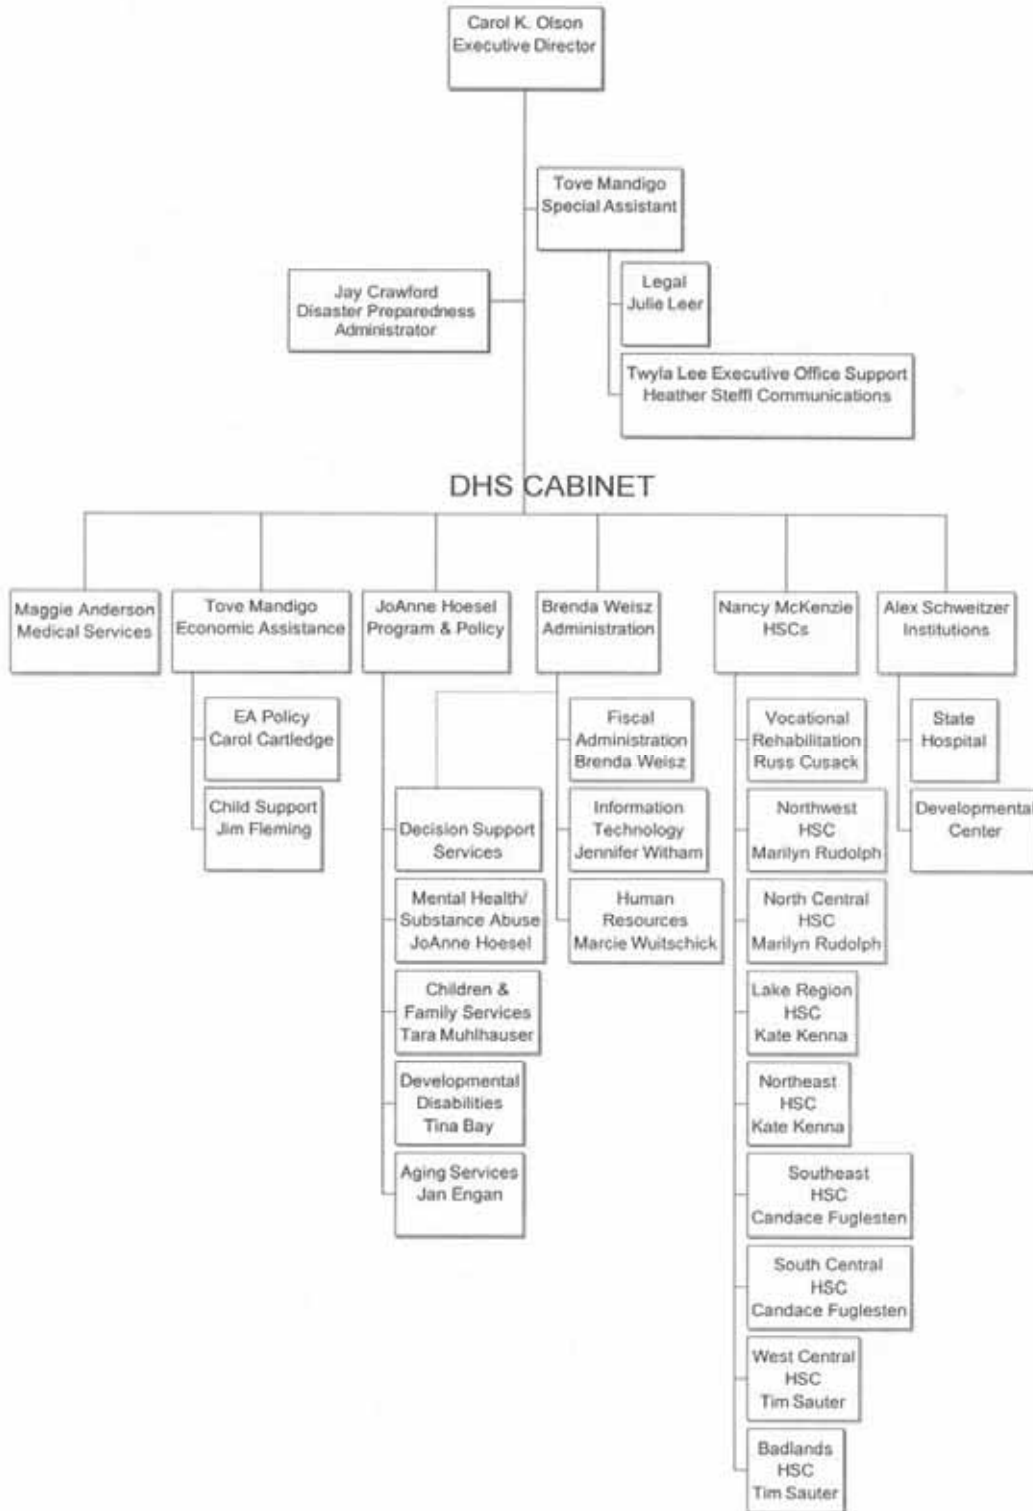 Carol K. Olson
Executive Director
Tove Mandigo
Special Assistant
Jay Crawford
Disaster Preparedness
Administrator
Legal
Julie Leer
Twyla Lee Executive Office Support
Heather Steffl Communications
DHS CABINET
Maggie Anderson
Medical Services
Tove Mandigo
Economic Assistance
EA Policy
Carol Cartledge
Child Support
Jim Fleming
JoAnne Hoesel
Program & Policy
Decision Support
Services
Mental Health/
Substance Abuse
JoAnne Hoesel
Children &
Family Services
Tara Muhlhauser
Developmental
Disabilities
Tina Bay
Aging Services
Jan Engan
Brenda Weisz
Administration
Fiscal
Administration
Brenda Weisz
Information
Technology
Jennifer Witham
Human
Resources
Marcie Wuitschick
Nancy McKenzie
HSCs
Vocational
Rehabilitation
Russ Cusack
Northwest
HSC
Marilyn Rudolph
North Central
HSC
Marilyn Rudolph
Lake Region
HSC
Kate Kenna
Northeast
HSC
Kate Kenna
Southeast
HSC
Candace Fuglesten
South Central
HSC
Candace Fuglesten
West Central
HSC
Tim Sauter
Badlands
HSC
Tim Sauter
Alex Schweitzer
Institutions
State
Hospital
Developmental
Center